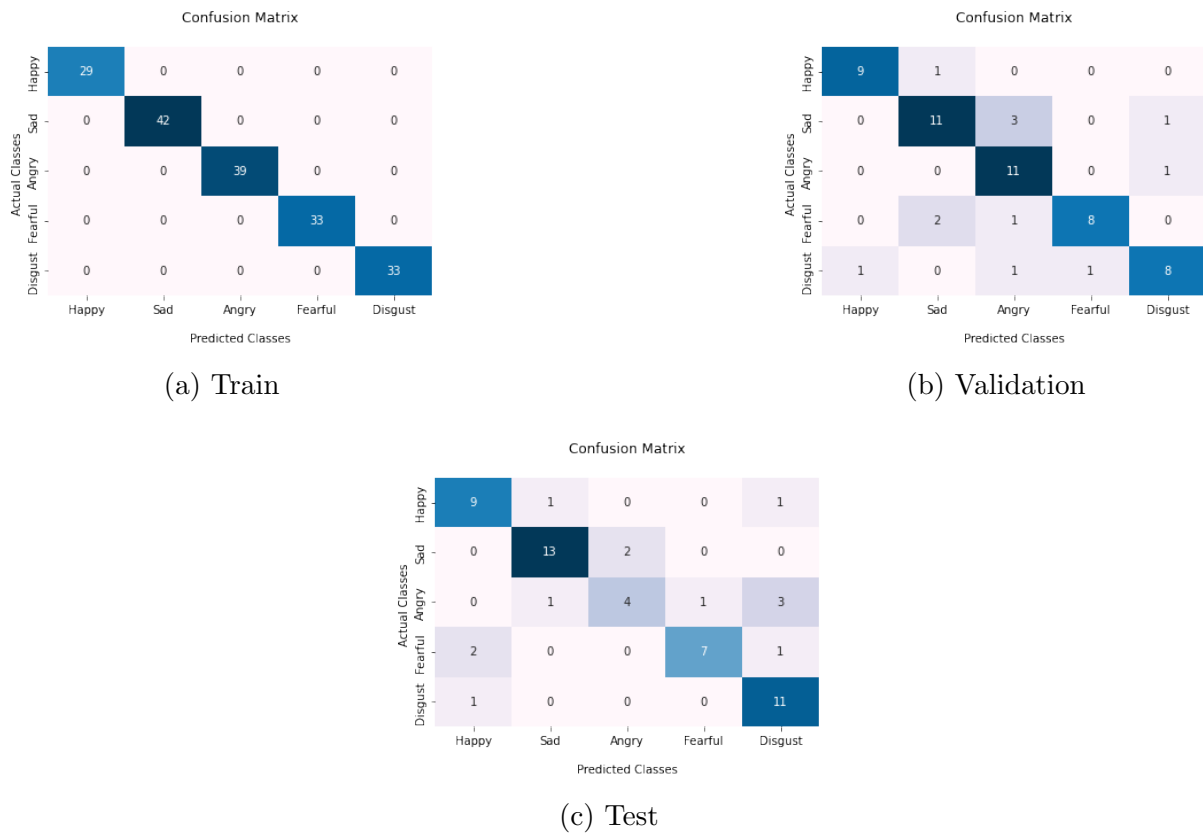 Confusion Matrix
Happy 29 0 0 0 0
Sad 0 42 0 0 0
Angry 0 0 39 0 0
Fearful 0 0 0 33 0
Disgust 0 0 0 0 33
Actual Classes
Happy Sad Angry Fearful Disgust
Predicted Classes
(a) Train
Confusion Matrix
Happy 9 1 0 0 0
Sad 0 11 3 0 1
Angry 0 0 11 0 1
Fearful 0 2 1 8 0
Disgust 1 0 1 1 8
Actual Classes
Happy Sad Angry Fearful Disgust
Predicted Classes
(b) Validation
Confusion Matrix
Happy 9 1 0 0 1
Sad 0 13 2 0 0
Angry 0 1 4 1 3
Fearful 2 0 0 7 1
Disgust 1 0 0 0 11
Actual Classes
Happy Sad Angry Fearful Disgust
Predicted Classes
(c) Test